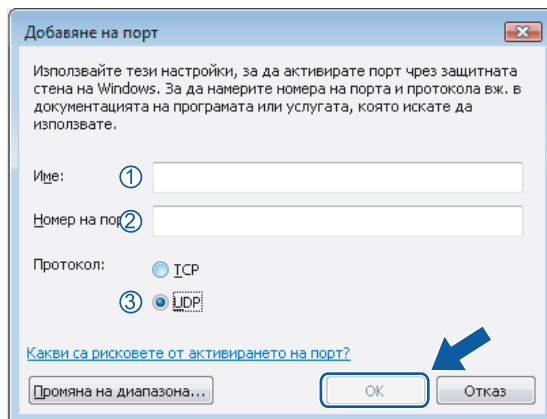 Добавяне на порт
Използвайте тези настройки, за да активирате порт чрез защитната
стена на Windows. За да намерите номера на порта и протокола вж. в
документацията на програмата или услугата, която искате да
използвате.
Име: ①
Номер на пор ②
Протокол: TCP
③ UDP
Какви са рисковете от активирането на порт?
Промяна на диапазона... OK Отказ